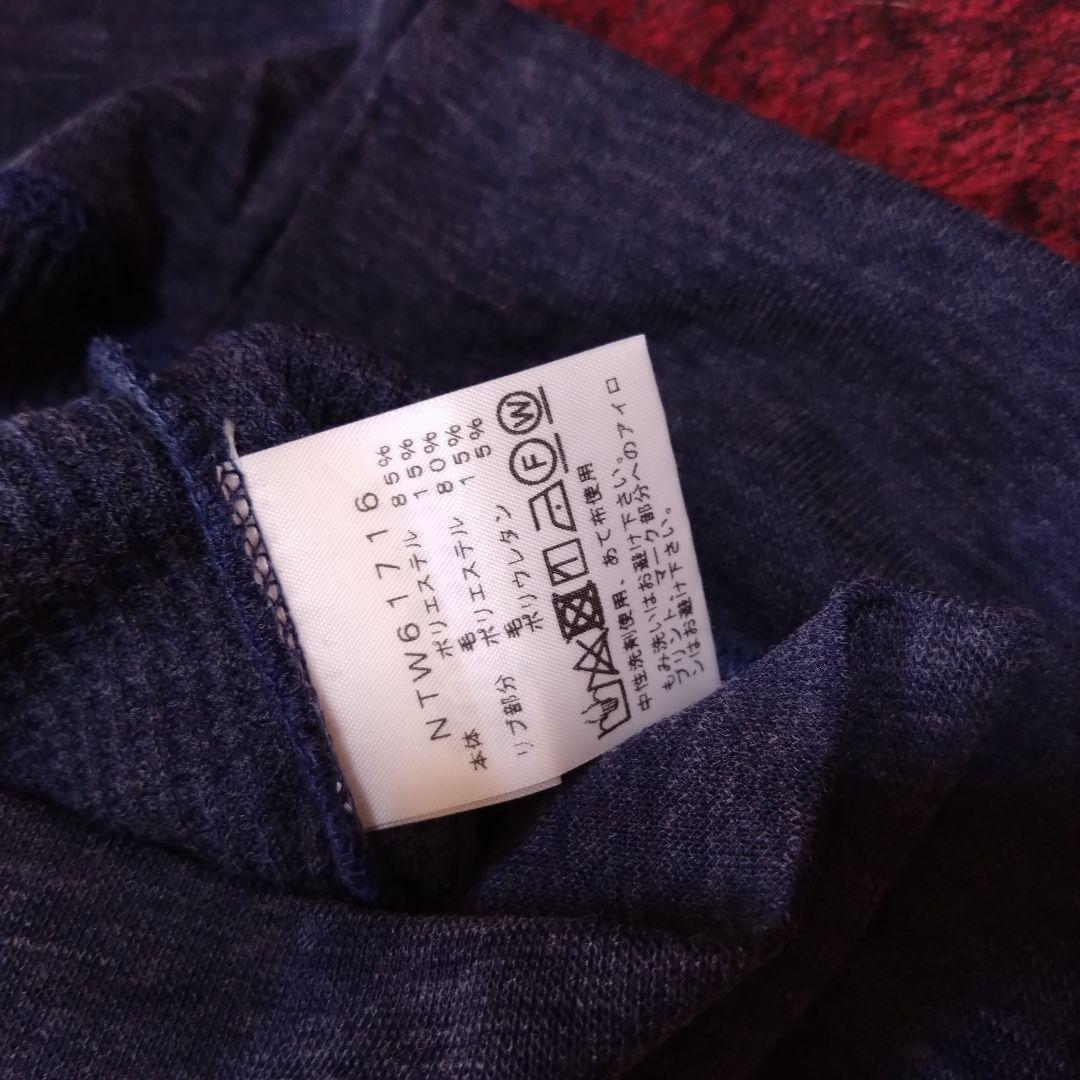 NTW61716
本体 ポリエステル 85%
毛 15%
リブ部分 ポリエステル 80%
毛 15%
ポリウレタン 5%
F W
中性洗剤使用、あて布使用
もみ洗いはお避け下さい。
プリント、マーク部分へのアイロ
ンはお避け下さい。